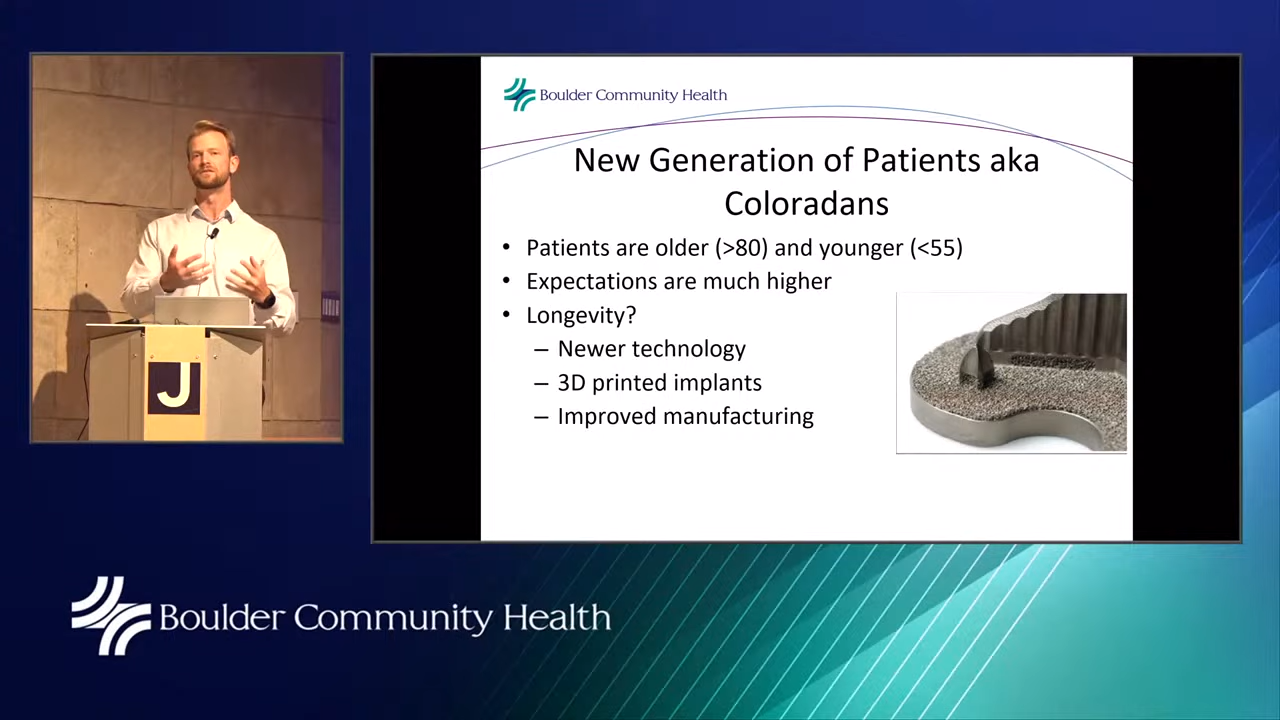 Boulder Community Health
New Generation of Patients aka
Coloradans
• Patients are older (>80) and younger (<55)
• Expectations are much higher
• Longevity?
– Newer technology
– 3D printed implants
– Improved manufacturing
J
Boulder Community Health